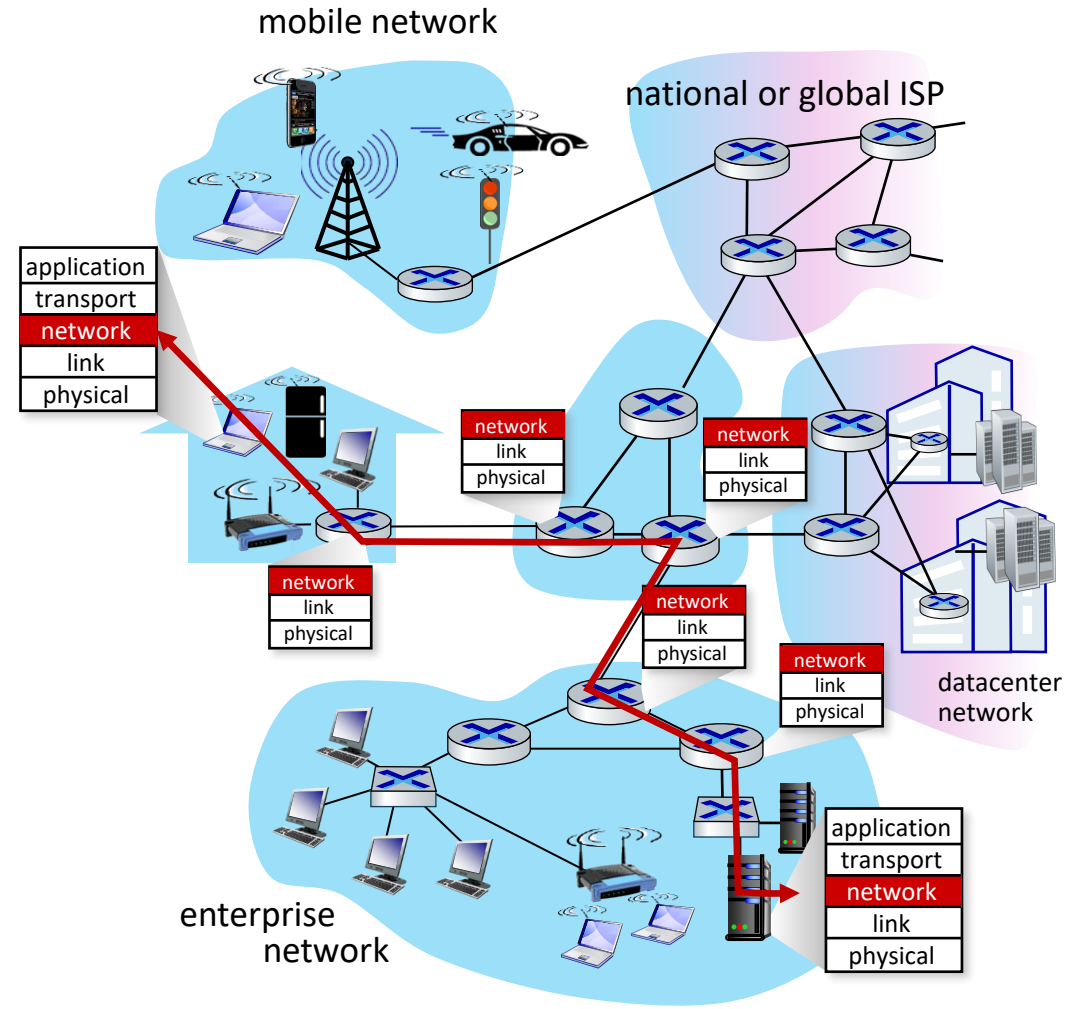 mobile network
national or global ISP
application
transport
network
link
physical
network
link
physical
network
link
physical
network
link
physical
network
link
physical
network
link
physical
datacenter
network
application
transport
network
link
physical
enterprise
network